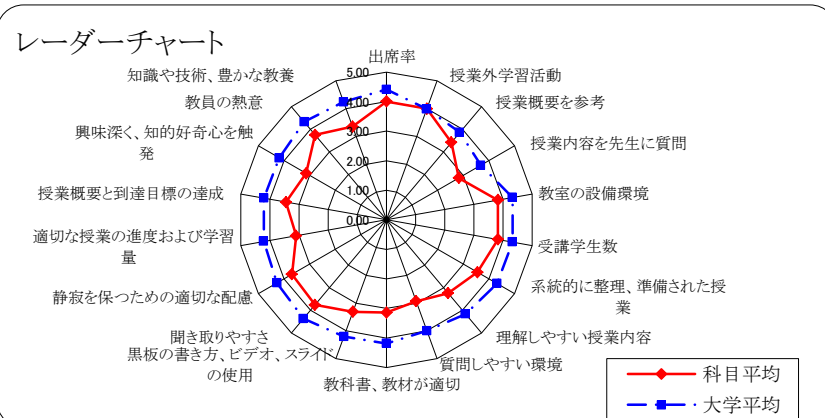 レーダーチャート
出席率
授業外学習活動
授業概要を参考
授業内容を先生に質問
教室の設備環境
受講学生数
系統的に整理、準備された授
業
理解しやすい授業内容
質問しやすい環境
教科書、教材が適切
黒板の書き方、ビデオ、スライド
の使用
聞き取りやすさ
静寂を保つための適切な配慮
適切な授業の進度および学習
量
授業概要と到達目標の達成
興味深く、知的好奇心を触
発
教員の熱意
知識や技術、豊かな教養
5.00
4.00
3.00
2.00
1.00
0.00
科目平均
大学平均